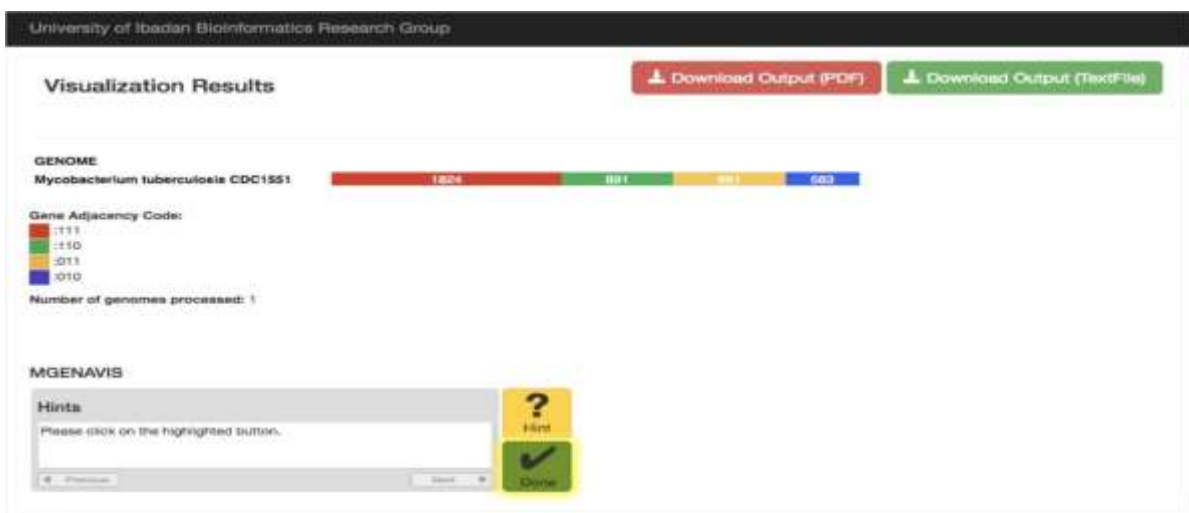 University of Ibadan Bioinformatics Research Group
Visualization Results
Download Output (PDF)
Download Output (TextFile)
GENOME
Mycobacterium tuberculosis CDC1551
1824 891 583
Gene Adjacency Code:
:111
:110
:011
:010
Number of genomes processed: 1
MGENAVIS
Hints
Please click on the highlighted button.
Previous
Next
? Hint
Done